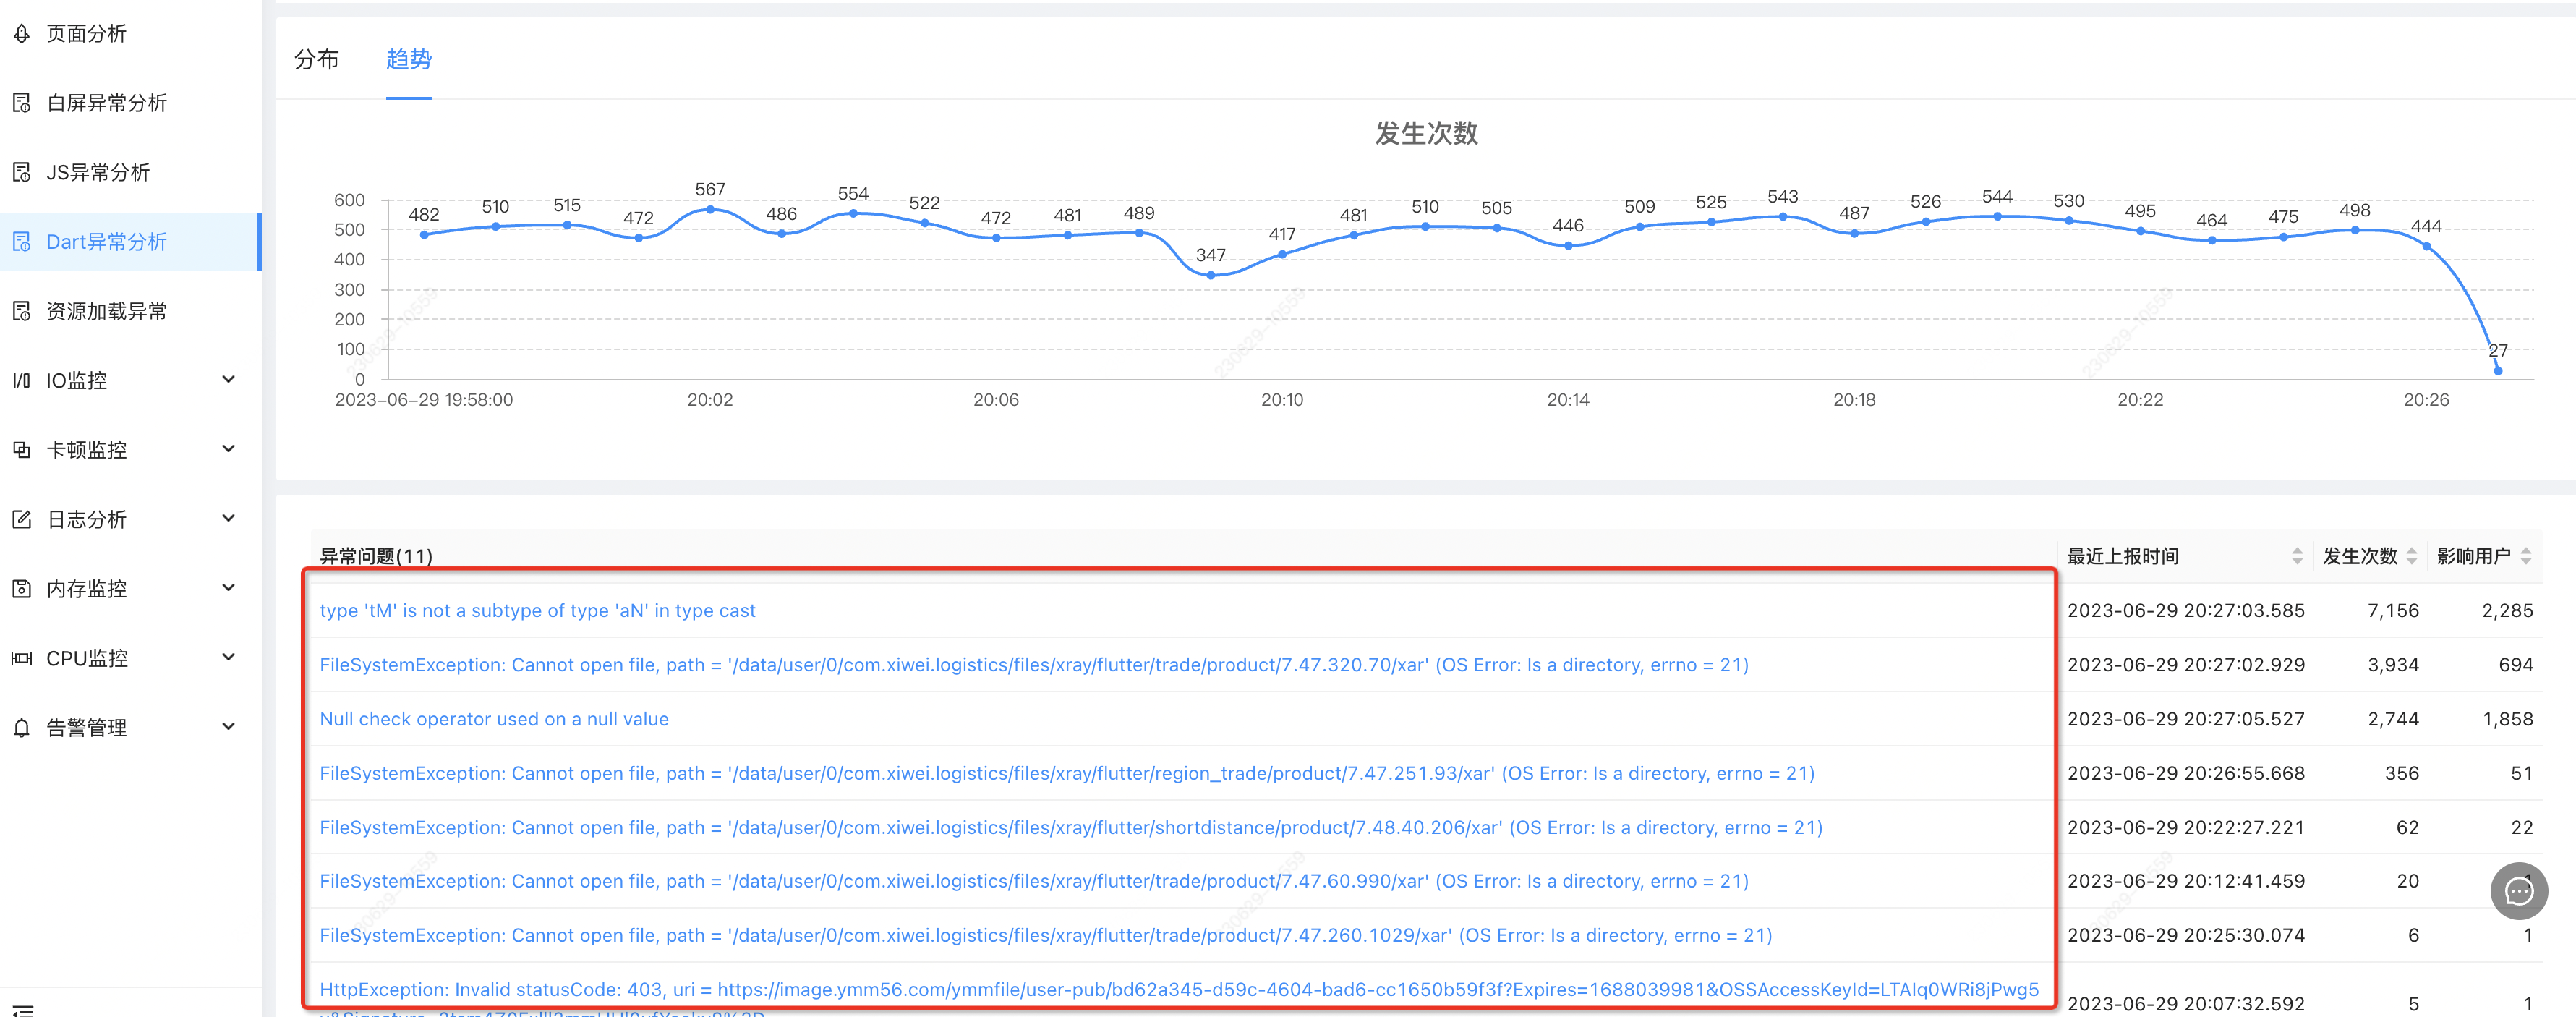 页面分析
白屏异常分析
JS异常分析
Dart异常分析
资源加载异常
IO监控
卡顿监控
日志分析
内存监控
CPU监控
告警管理
分布 趋势
发生次数
600
500
400
300
200
100
0
482 510 515 472 567 486 554 522 472 481 489 347 417 481 510 505 446 509 525 543 487 526 544 530 495 464 475 498 444 27
2023-06-29 19:58:00 20:02 20:06 20:10 20:14 20:18 20:22 20:26
230629-10559 230629-10559 230629-10559
异常问题(11) 最近上报时间 发生次数 影响用户
type 'tM' is not a subtype of type 'aN' in type cast 2023-06-29 20:27:03.585 7,156 2,285
FileSystemException: Cannot open file, path = '/data/user/0/com.xiwei.logistics/files/xray/flutter/trade/product/7.47.320.70/xar' (OS Error: Is a directory, errno = 21) 2023-06-29 20:27:02.929 3,934 694
Null check operator used on a null value 2023-06-29 20:27:05.527 2,744 1,858
FileSystemException: Cannot open file, path = '/data/user/0/com.xiwei.logistics/files/xray/flutter/region_trade/product/7.47.251.93/xar' (OS Error: Is a directory, errno = 21) 2023-06-29 20:26:55.668 356 51
FileSystemException: Cannot open file, path = '/data/user/0/com.xiwei.logistics/files/xray/flutter/shortdistance/product/7.48.40.206/xar' (OS Error: Is a directory, errno = 21) 2023-06-29 20:22:27.221 62 22
FileSystemException: Cannot open file, path = '/data/user/0/com.xiwei.logistics/files/xray/flutter/trade/product/7.47.60.990/xar' (OS Error: Is a directory, errno = 21) 2023-06-29 20:12:41.459 20 1
FileSystemException: Cannot open file, path = '/data/user/0/com.xiwei.logistics/files/xray/flutter/trade/product/7.47.260.1029/xar' (OS Error: Is a directory, errno = 21) 2023-06-29 20:25:30.074 6 1
HttpException: Invalid statusCode: 403, uri = https://image.ymm56.com/ymmfile/user-pub/bd62a345-d59c-4604-bad6-cc1650b59f3f?Expires=1688039981&OSSAccessKeyId=LTAIq0WRi8jPwg5 2023-06-29 20:07:32.592 5 1
230629-10559 230629-10559 230629-10559